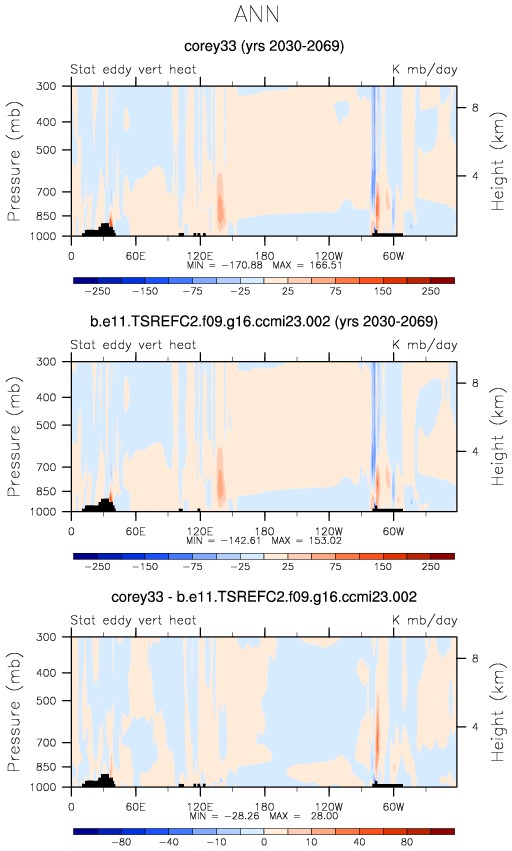 ANN
corey33 (yrs 2030-2069)
Stat eddy vert heat K mb/day
Pressure (mb)
300
400
500
700
850
1000
8
4
Height (km)
0 60E 120E 180 120W 60W
MIN = -170.88 MAX = 166.51
-250 -150 -75 -25 25 75 150 250
b.e11.TSREFC2.f09.g16.ccmi23.002 (yrs 2030-2069)
Stat eddy vert heat K mb/day
Pressure (mb)
300
400
500
700
850
1000
8
4
Height (km)
0 60E 120E 180 120W 60W
MIN = -142.61 MAX = 153.02
-250 -150 -75 -25 25 75 150 250
corey33 - b.e11.TSREFC2.f09.g16.ccmi23.002
Stat eddy vert heat K mb/day
Pressure (mb)
300
400
500
700
850
1000
8
4
Height (km)
0 60E 120E 180 120W 60W
MIN = -28.26 MAX = 28.00
-80 -40 -10 0 10 40 80